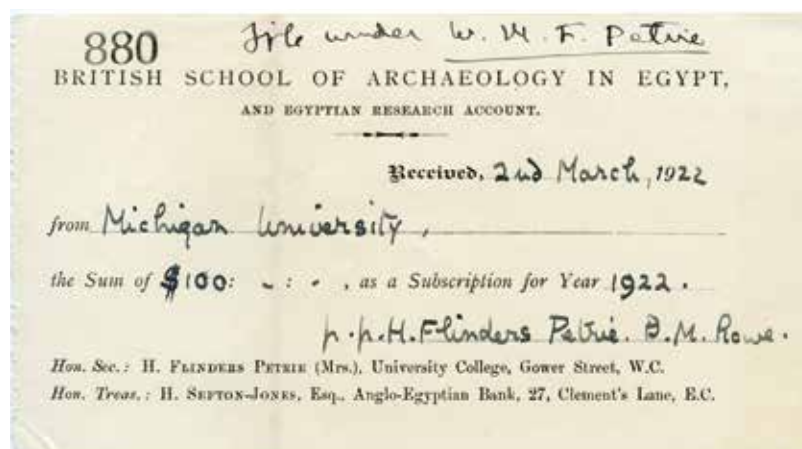 File under W. M. F. Petrie
880
BRITISH SCHOOL OF ARCHAEOLOGY IN EGYPT,
AND EGYPTIAN RESEARCH ACCOUNT.
Received, 2nd March, 1922
from Michigan University,
the Sum of $100: - : - , as a Subscription for Year 1922.
p.p. H. Flinders Petrie. B. M. Rowe.
Hon. Sec.: H. FLINDERS PETRIE (Mrs.), University College, Gower Street, W.C.
Hon. Treas.: H. SEFTON-JONES, Esq., Anglo-Egyptian Bank, 27, Clement's Lane, E.C.